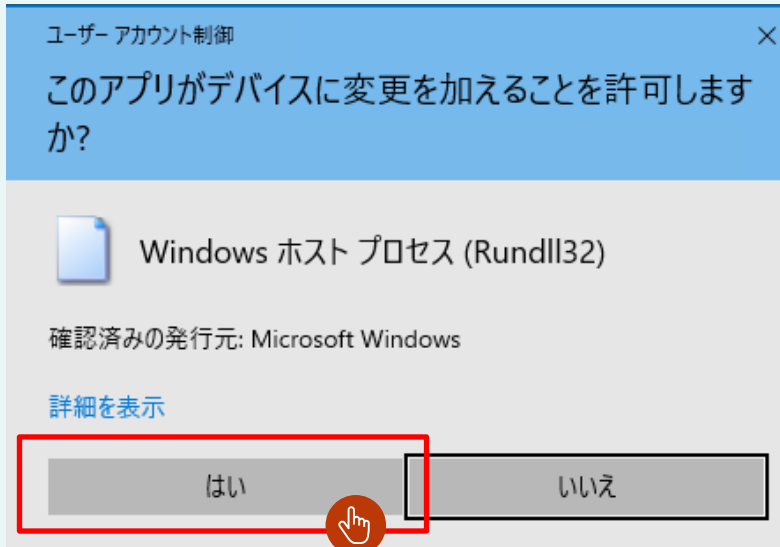 ユーザー アカウント制御
このアプリがデバイスに変更を加えることを許可します
か?
Windows ホスト プロセス (Rundll32)
確認済みの発行元: Microsoft Windows
詳細を表示
はい
いいえ